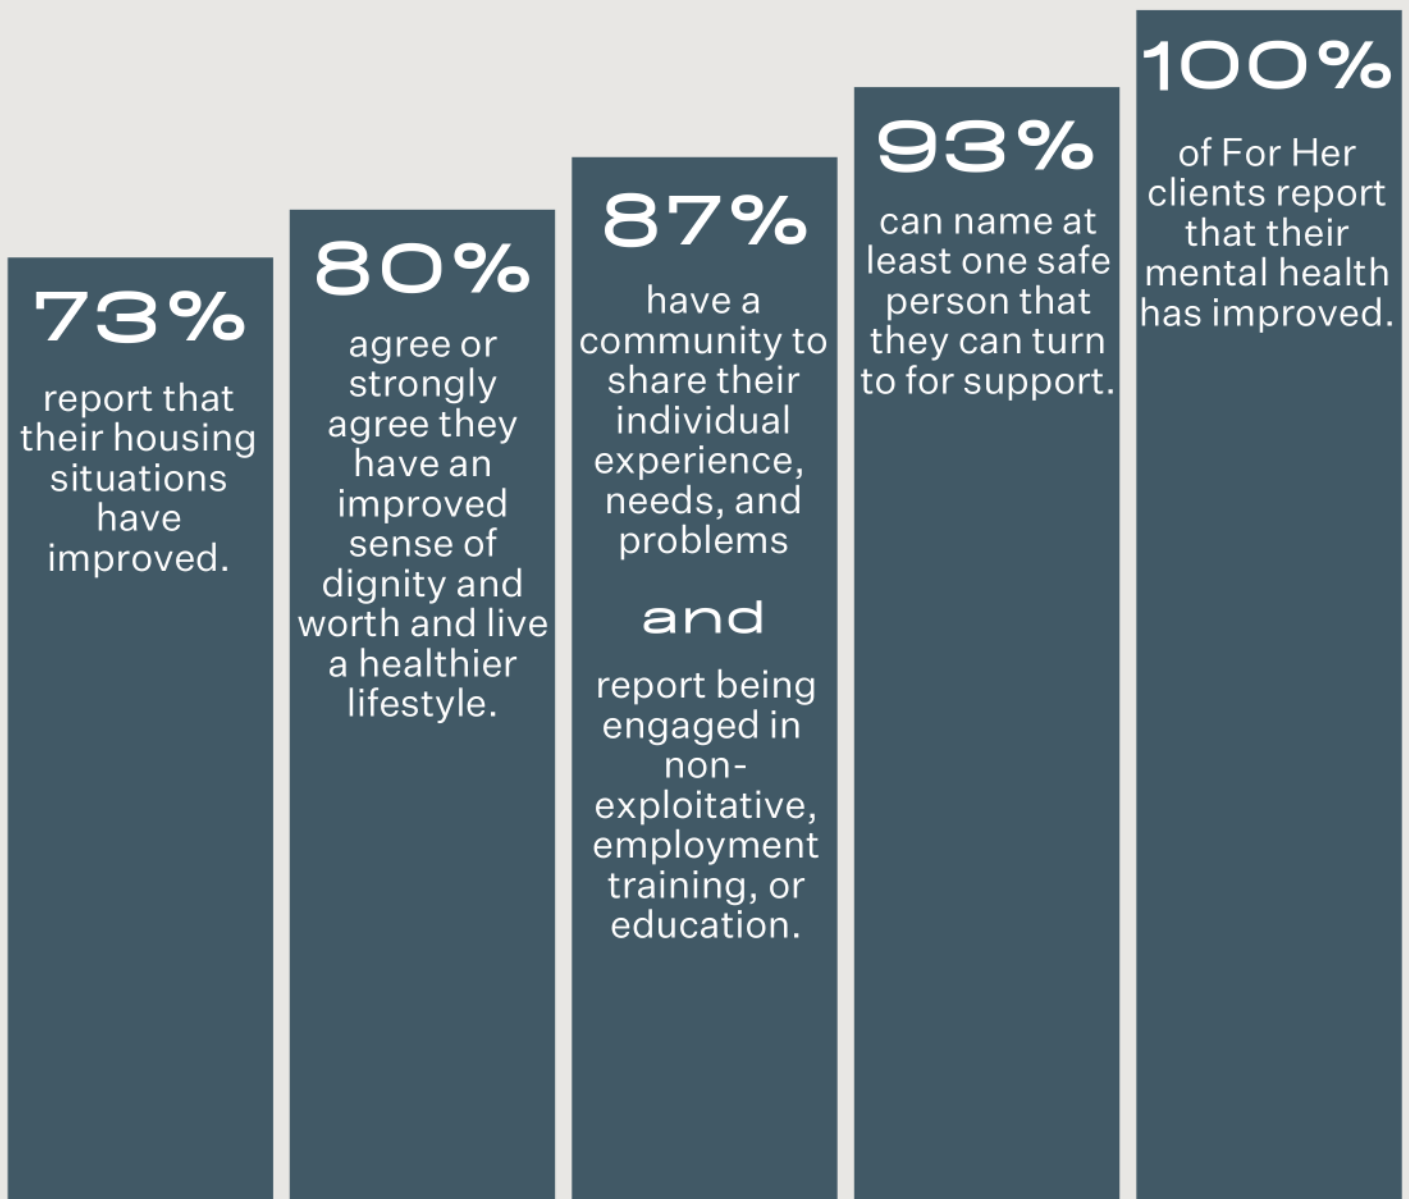 73%
report that
their housing
situations
have
improved.
80%
agree or
strongly
agree they
have an
improved
sense of
dignity and
worth and live
a healthier
lifestyle.
87%
have a
community to
share their
individual
experience,
needs, and
problems
and
report being
engaged in
non-
exploitative,
employment
training, or
education.
93%
can name at
least one safe
person that
they can turn
to for support.
100%
of For Her
clients report
that their
mental health
has improved.